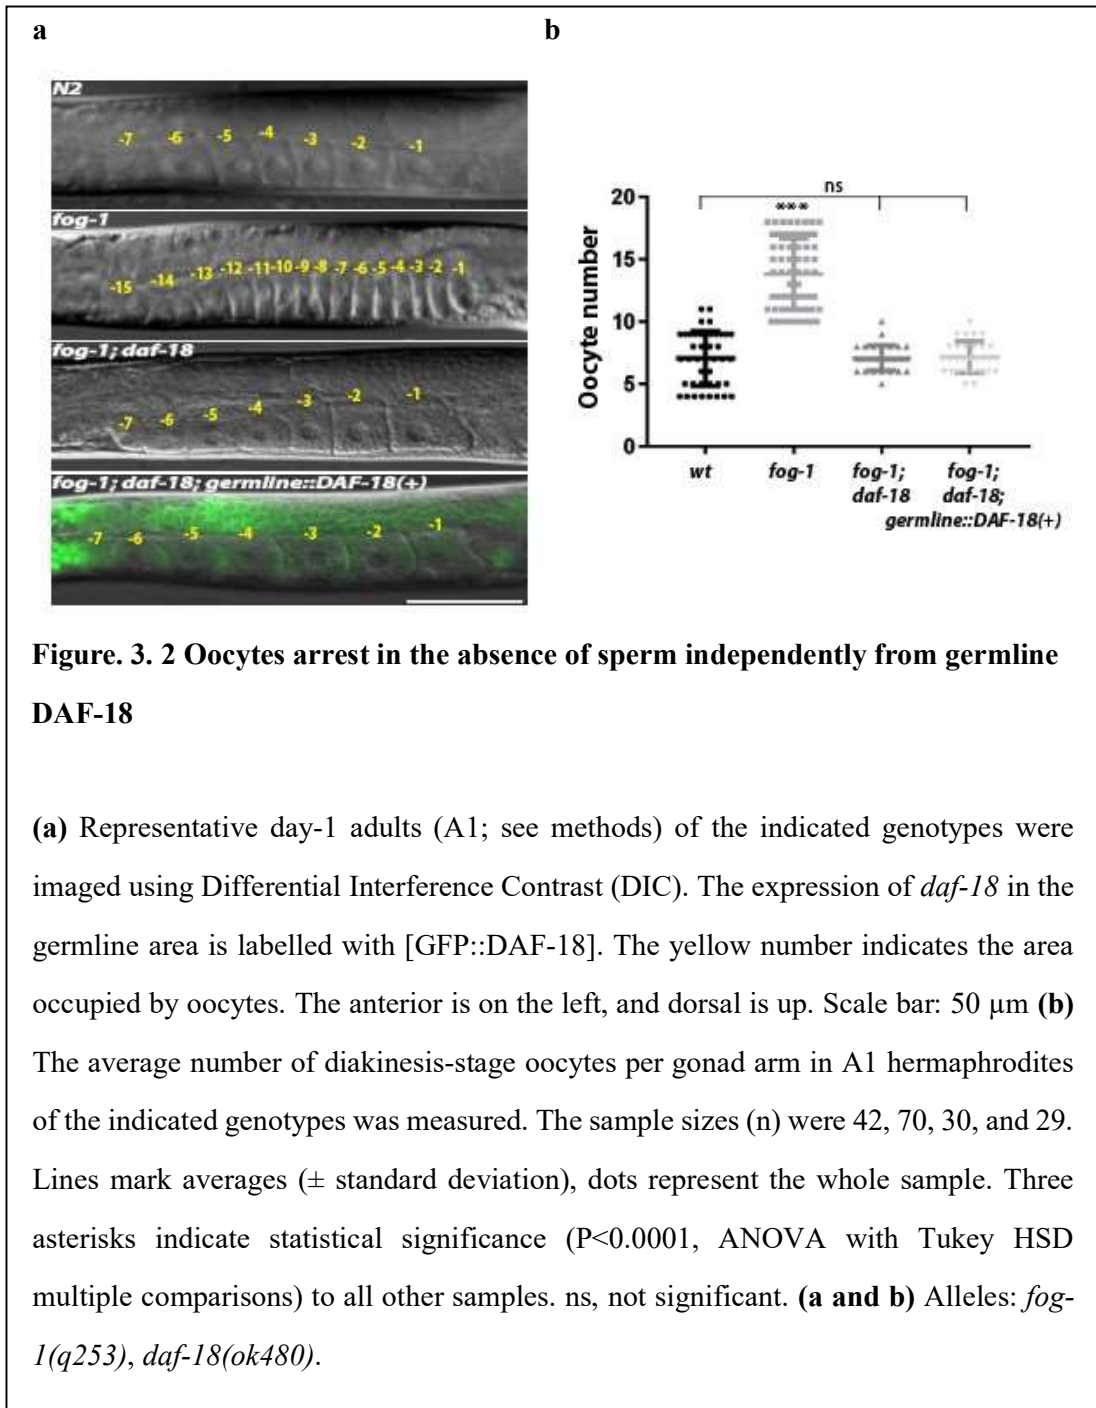 a
b
N2
-7 -6 -5 -4 -3 -2 -1
fog-1
-15 -14 -13 -12 -11 -10 -9 -8 -7 -6 -5 -4 -3 -2 -1
fog-1; daf-18
-7 -6 -5 -4 -3 -2 -1
fog-1; daf-18; germline::DAF-18(+)
-7 -6 -5 -4 -3 -2 -1
ns
***
20
15
10
5
0
Oocyte number
wt
fog-1
fog-1;
daf-18
fog-1;
daf-18;
germline::DAF-18(+)
Figure. 3. 2 Oocytes arrest in the absence of sperm independently from germline
DAF-18
(a) Representative day-1 adults (A1; see methods) of the indicated genotypes were
imaged using Differential Interference Contrast (DIC). The expression of daf-18 in the
germline area is labelled with [GFP::DAF-18]. The yellow number indicates the area
occupied by oocytes. The anterior is on the left, and dorsal is up. Scale bar: 50 µm (b)
The average number of diakinesis-stage oocytes per gonad arm in A1 hermaphrodites
of the indicated genotypes was measured. The sample sizes (n) were 42, 70, 30, and 29.
Lines mark averages (± standard deviation), dots represent the whole sample. Three
asterisks indicate statistical significance (P<0.0001, ANOVA with Tukey HSD
multiple comparisons) to all other samples. ns, not significant. (a and b) Alleles: fog-
1(q253), daf-18(ok480).